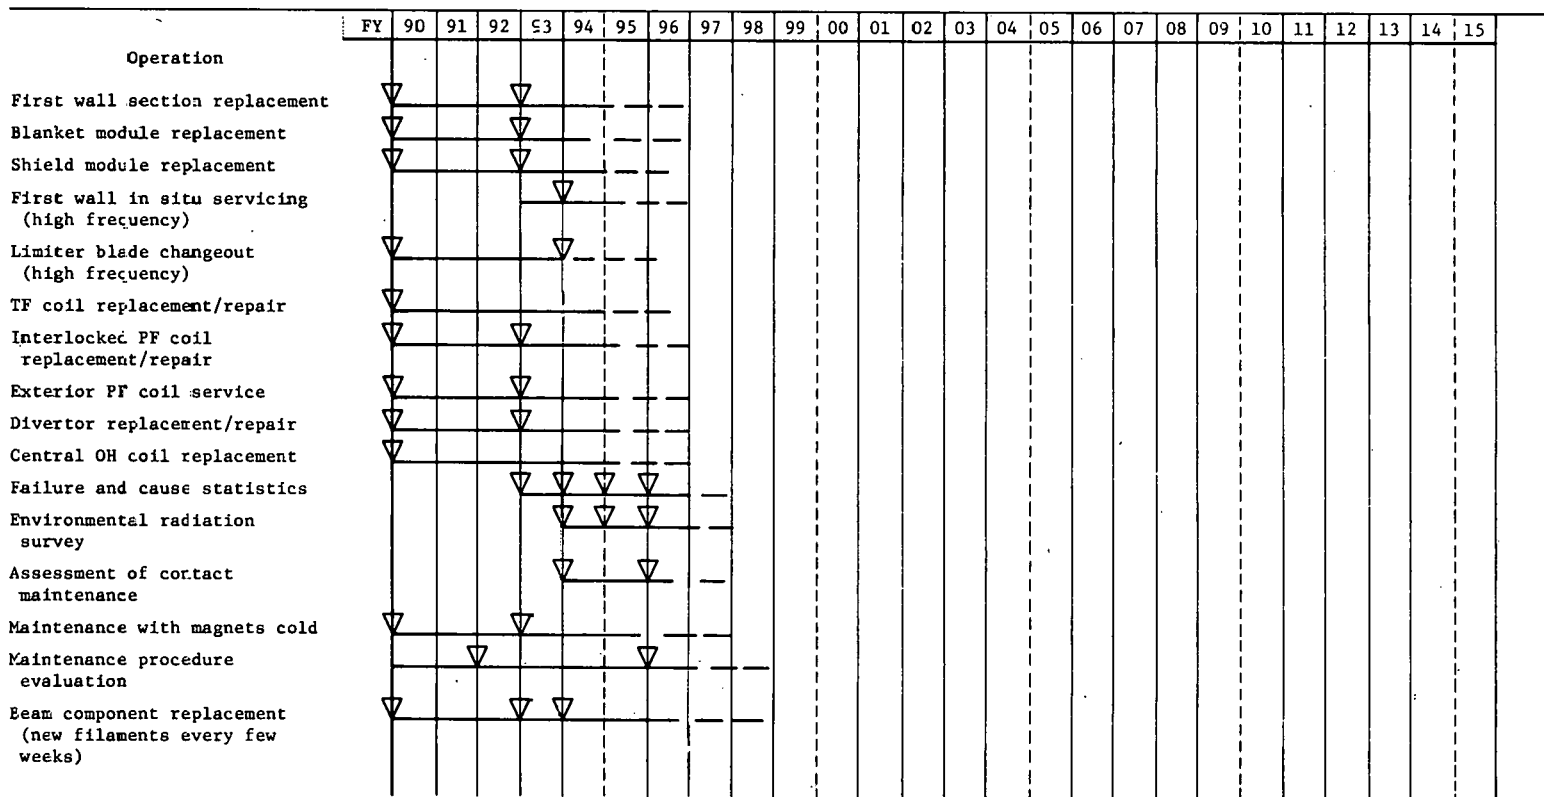 FY 90 91 92 93 94 95 96 97 98 99 00 01 02 03 04 05 06 07 08 09 10 11 12 13 14 15
Operation
First wall section replacement
Blanket module replacement
Shield module replacement
First wall in situ servicing
(high frequency)
Limiter blade changeout
(high frequency)
TF coil replacement/repair
Interlocked PF coil
replacement/repair
Exterior PF coil service
Divertor replacement/repair
Central OH coil replacement
Failure and cause statistics
Environmental radiation
survey
Assessment of contact
maintenance
Maintenance with magnets cold
Maintenance procedure
evaluation
Beam component replacement
(new filaments every few
weeks)